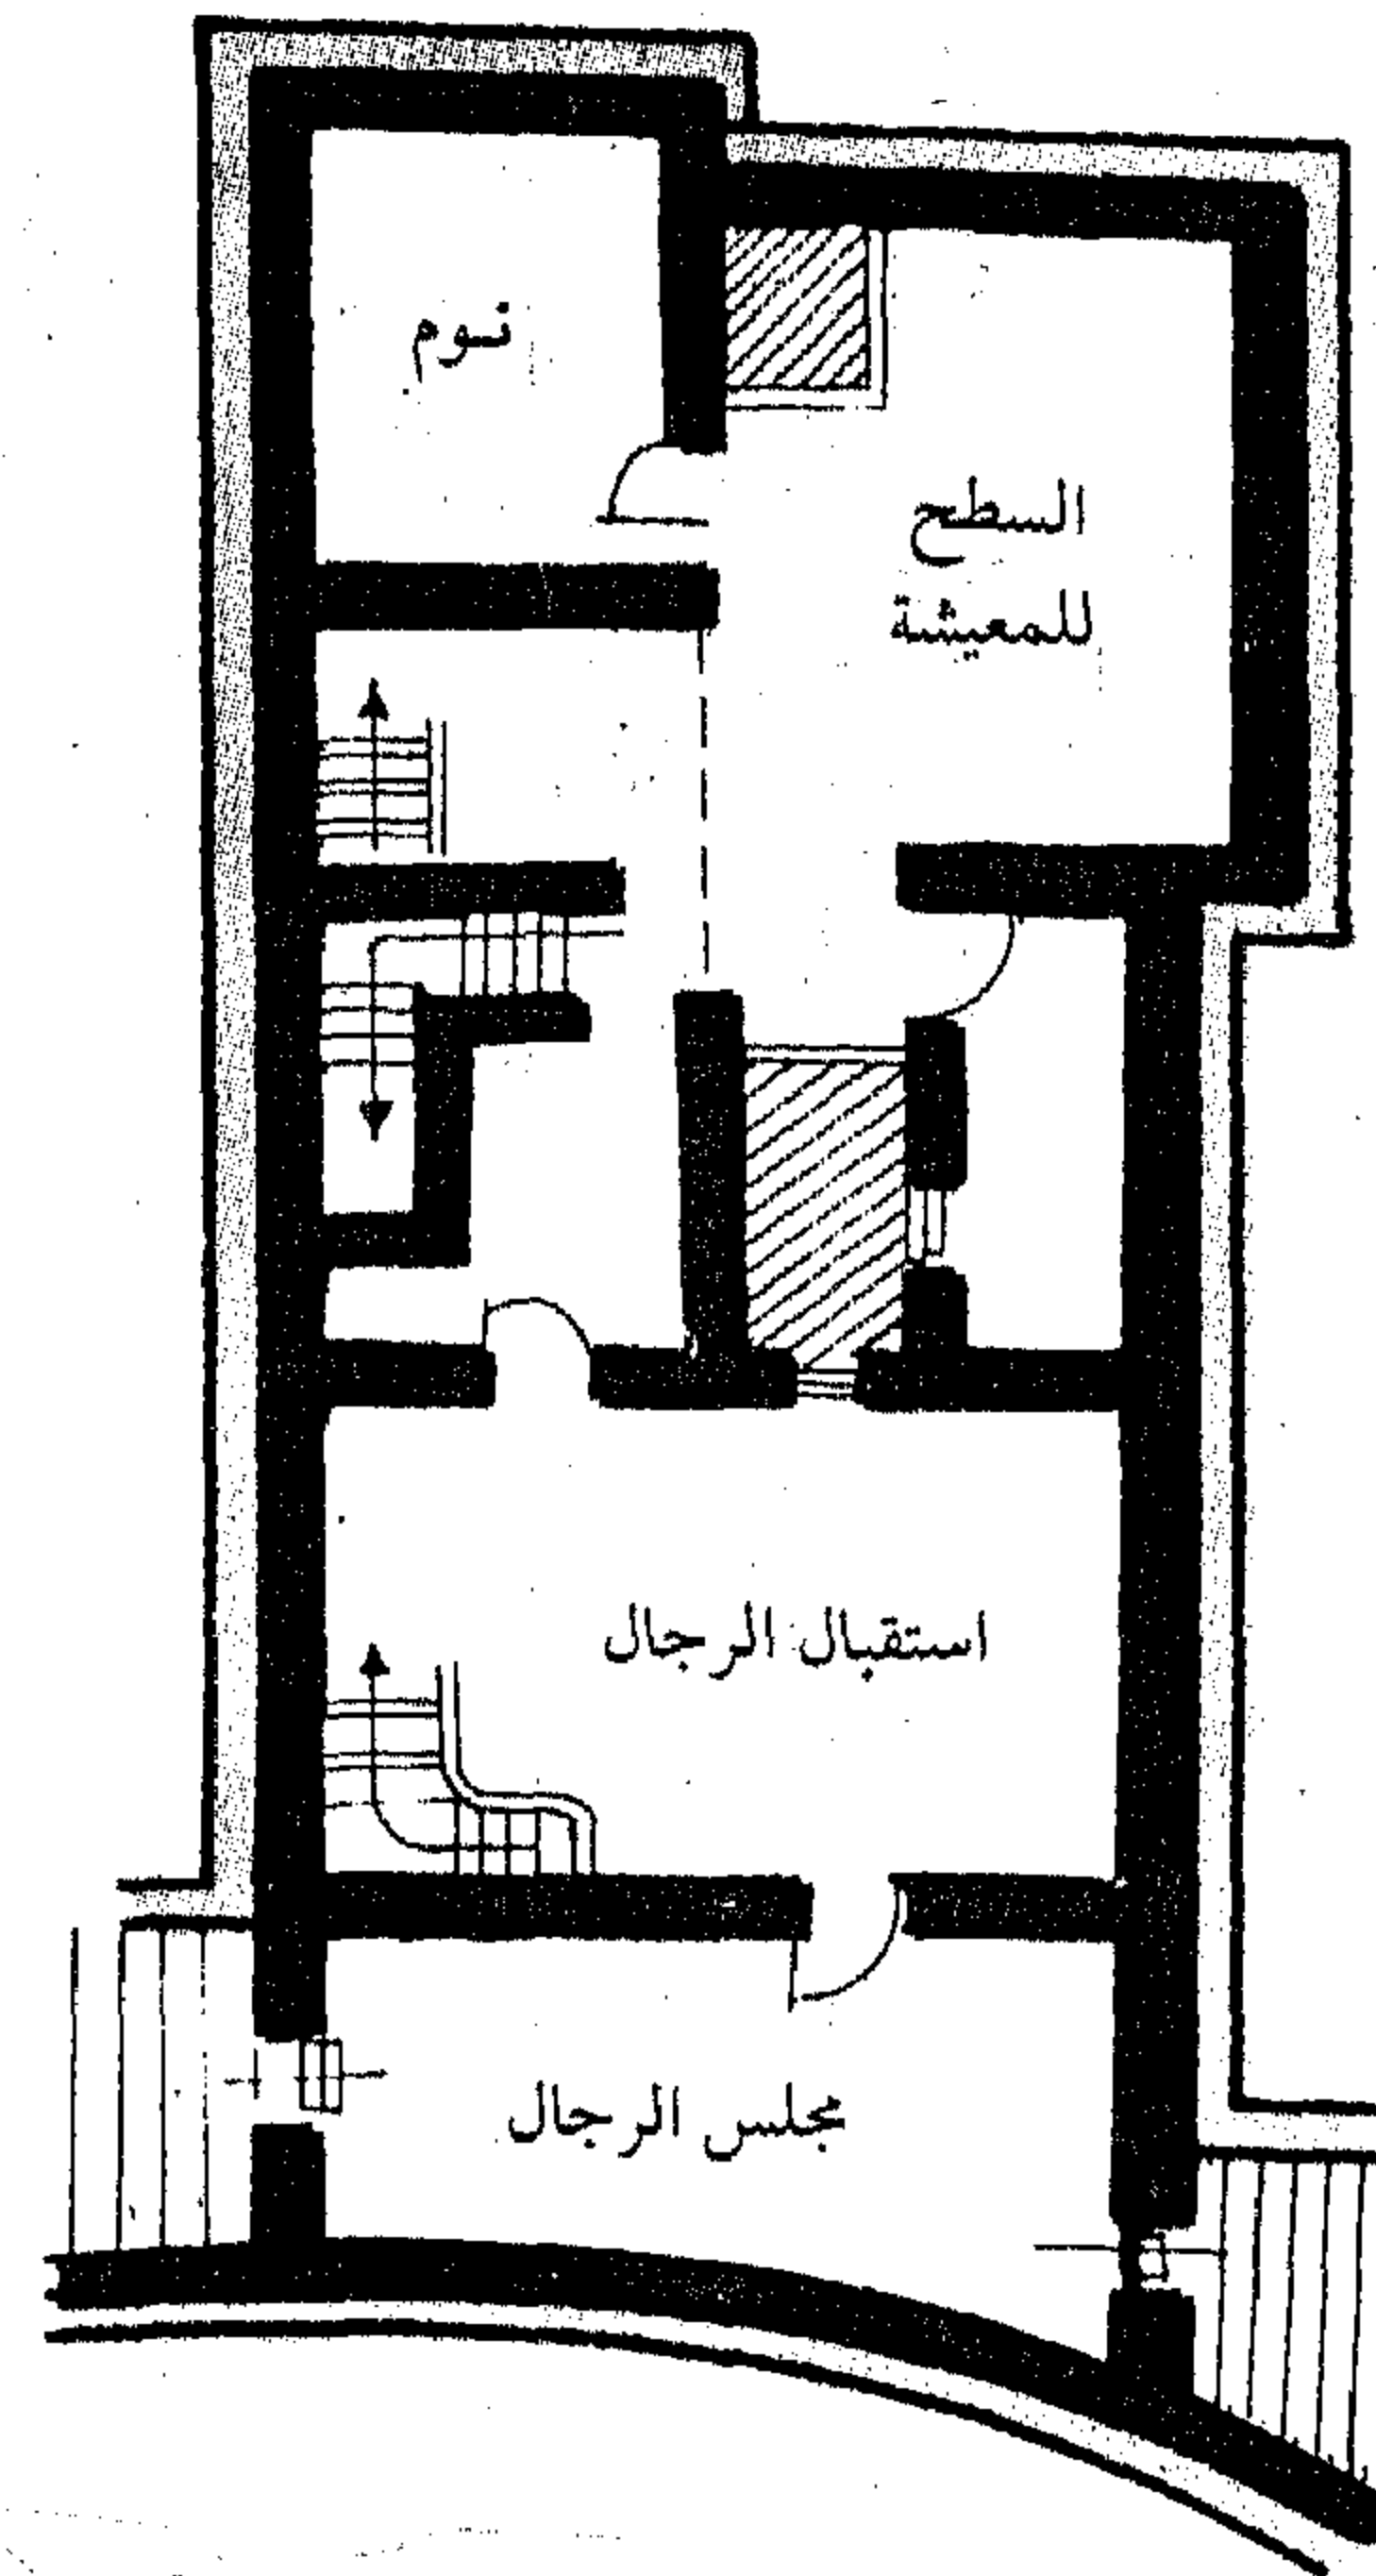 نوم
السطح
للمعيشة
استقبال الرجال
مجلس الرجال